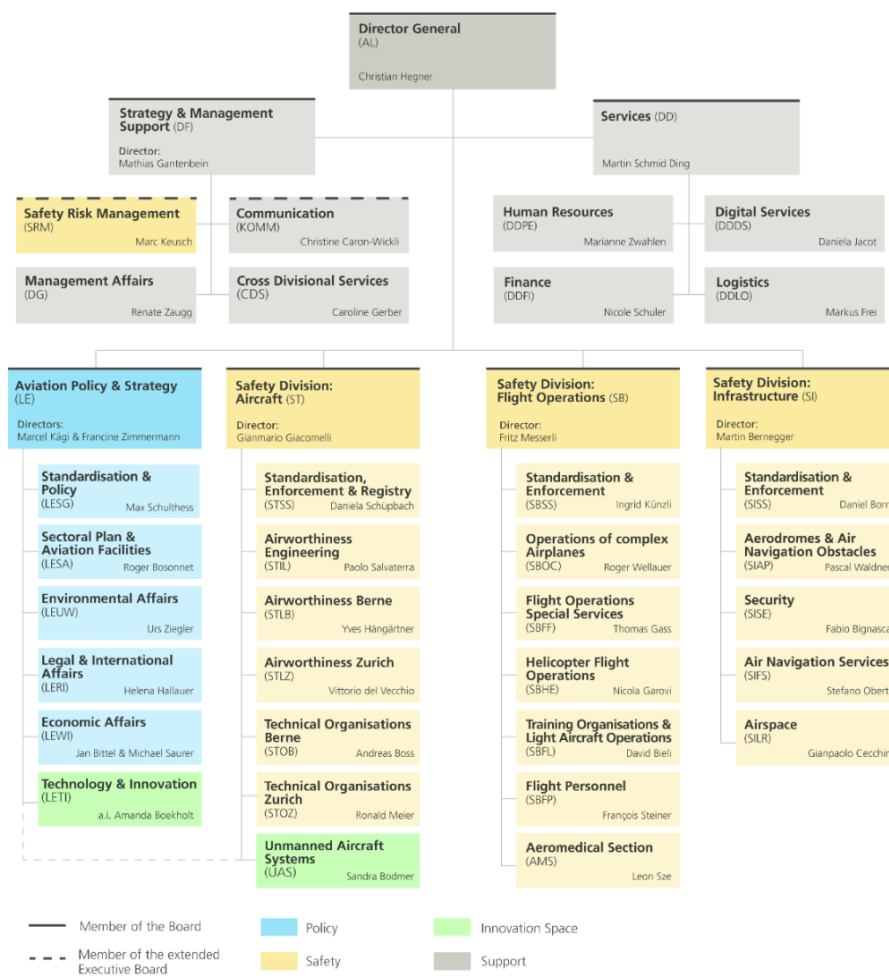 Director General
(AL)
Christian Hegner
Strategy & Management
Support (DF)
Director:
Mathias Gantenbein
Services (DD)
Martin Schmid Ding
Safety Risk Management
(SRM)
Marc Keusch
Communication
(KOMM)
Christine Caron-Wickli
Human Resources
(DDPE)
Marianne Zwahlen
Digital Services
(DDDS)
Daniela Jacot
Management Affairs
(DG)
Renate Zaugg
Cross Divisional Services
(CDS)
Caroline Gerber
Finance
(DDFI)
Nicole Schuler
Logistics
(DDLO)
Markus Frei
Aviation Policy & Strategy
(LE)
Directors:
Marcel Kägi & Francine Zimmermann
Standardisation &
Policy
(LESG)
Max Schulthess
Sectoral Plan &
Aviation Facilities
(LESA)
Roger Bosonnet
Environmental Affairs
(LEUW)
Urs Ziegler
Legal & International
Affairs
(LERI)
Helena Hallauer
Economic Affairs
(LEWI)
Jan Bittel & Michael Saurer
Technology & Innovation
(LETI)
a.i. Amanda Boekholt
Safety Division:
Aircraft (ST)
Director:
Gianmario Giacomelli
Standardisation,
Enforcement & Registry
(STSS)
Daniela Schüpbach
Airworthiness
Engineering
(STIL)
Paolo Salvaterra
Airworthiness Berne
(STLB)
Yves Hängärtner
Airworthiness Zurich
(STLZ)
Vittorio del Vecchio
Technical Organisations
Berne
(STOB)
Andreas Boss
Technical Organisations
Zurich
(STOZ)
Ronald Meier
Unmanned Aircraft
Systems
(UAS)
Sandra Bodmer
Safety Division:
Flight Operations (SB)
Director:
Fritz Messerli
Standardisation &
Enforcement
(SBSS)
Ingrid Künzli
Operations of complex
Airplanes
(SBOC)
Roger Wellauer
Flight Operations
Special Services
(SBFF)
Thomas Gass
Helicopter Flight
Operations
(SBHE)
Nicola Garovi
Training Organisations &
Light Aircraft Operations
(SBFL)
David Bieli
Flight Personnel
(SBFP)
François Steiner
Aeromedical Section
(AMS)
Leon Sze
Safety Division:
Infrastructure (SI)
Director:
Martin Bernegger
Standardisation &
Enforcement
(SISS)
Daniel Born
Aerodromes & Air
Navigation Obstacles
(SIAP)
Pascal Waldner
Security
(SISE)
Fabio Bignasca
Air Navigation Services
(SIFS)
Stefano
Airspace
(SILR)
Gianpaolo
Member of the Board
Member of the extended
Executive Board
Policy
Safety
Innovation Space
Support